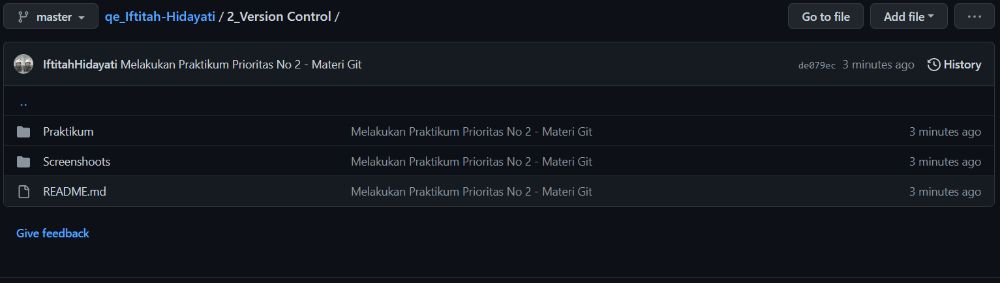 master qe_Iftitah-Hidayati / 2_Version Control / Go to file Add file ...
IftitahHidayati Melakukan Praktikum Prioritas No 2 - Materi Git de079ec 3 minutes ago History
..
Praktikum Melakukan Praktikum Prioritas No 2 - Materi Git 3 minutes ago
Screenshoots Melakukan Praktikum Prioritas No 2 - Materi Git 3 minutes ago
README.md Melakukan Praktikum Prioritas No 2 - Materi Git 3 minutes ago
Give feedback